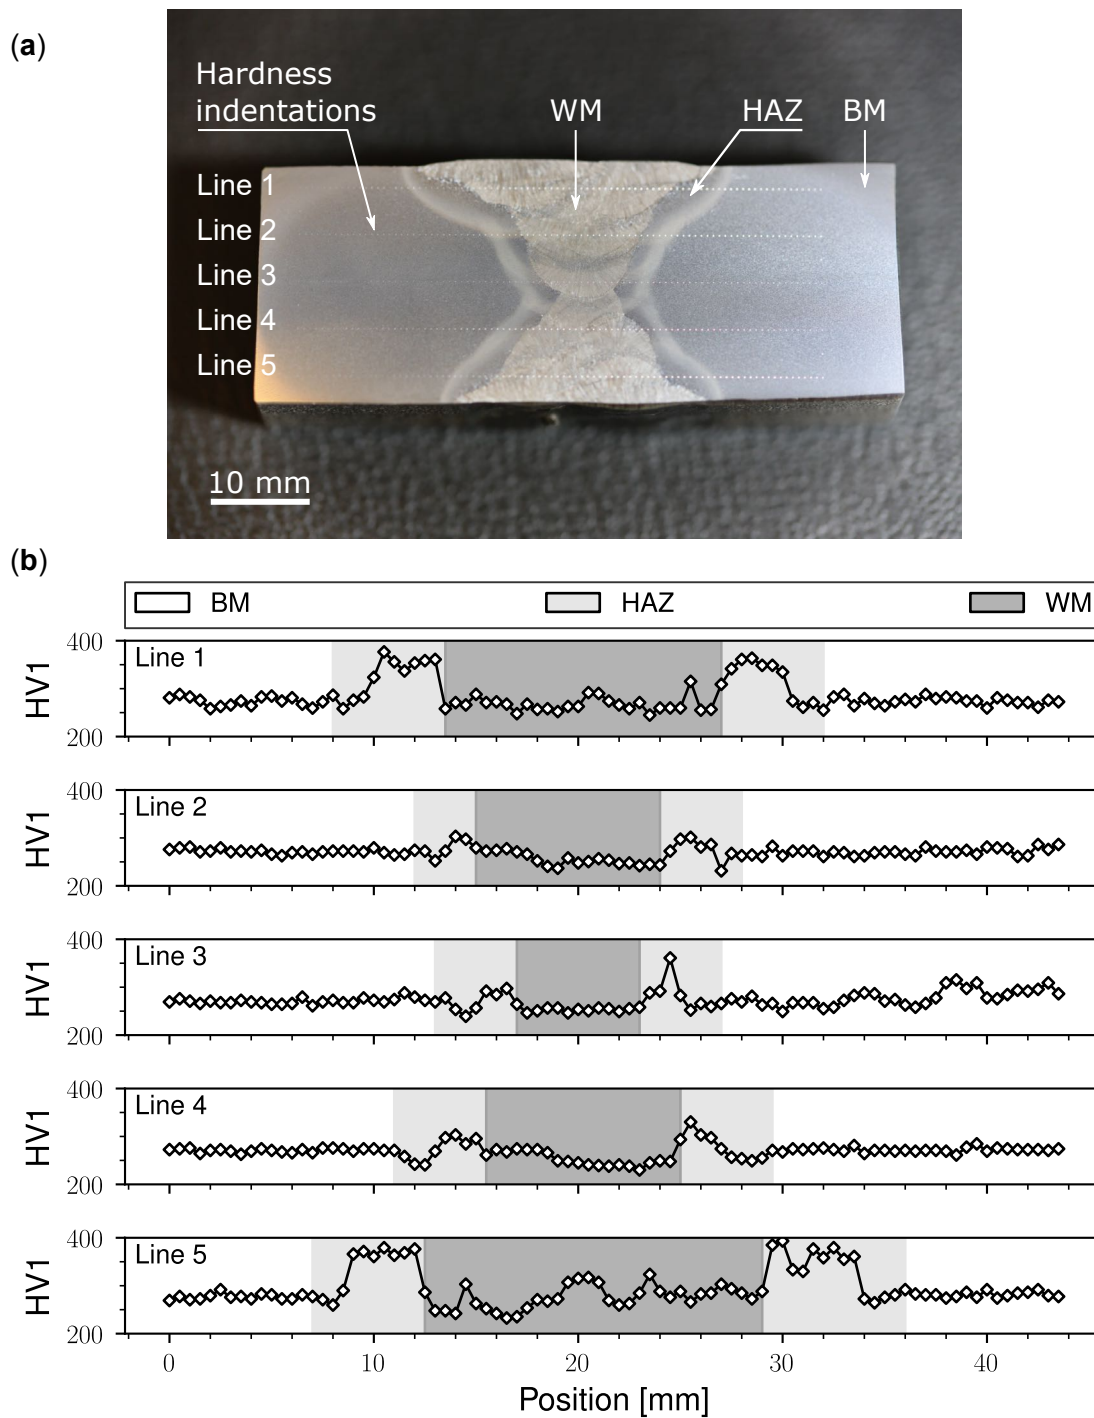 (a)
Hardness
indentations
WM
HAZ
BM
Line 1
Line 2
Line 3
Line 4
Line 5
10 mm
(b)
BM
HAZ
WM
400
Line 1
HV1
200
400
Line 2
HV1
200
400
Line 3
HV1
200
400
Line 4
HV1
200
400
Line 5
HV1
200
0
10
20
30
40
Position [mm]